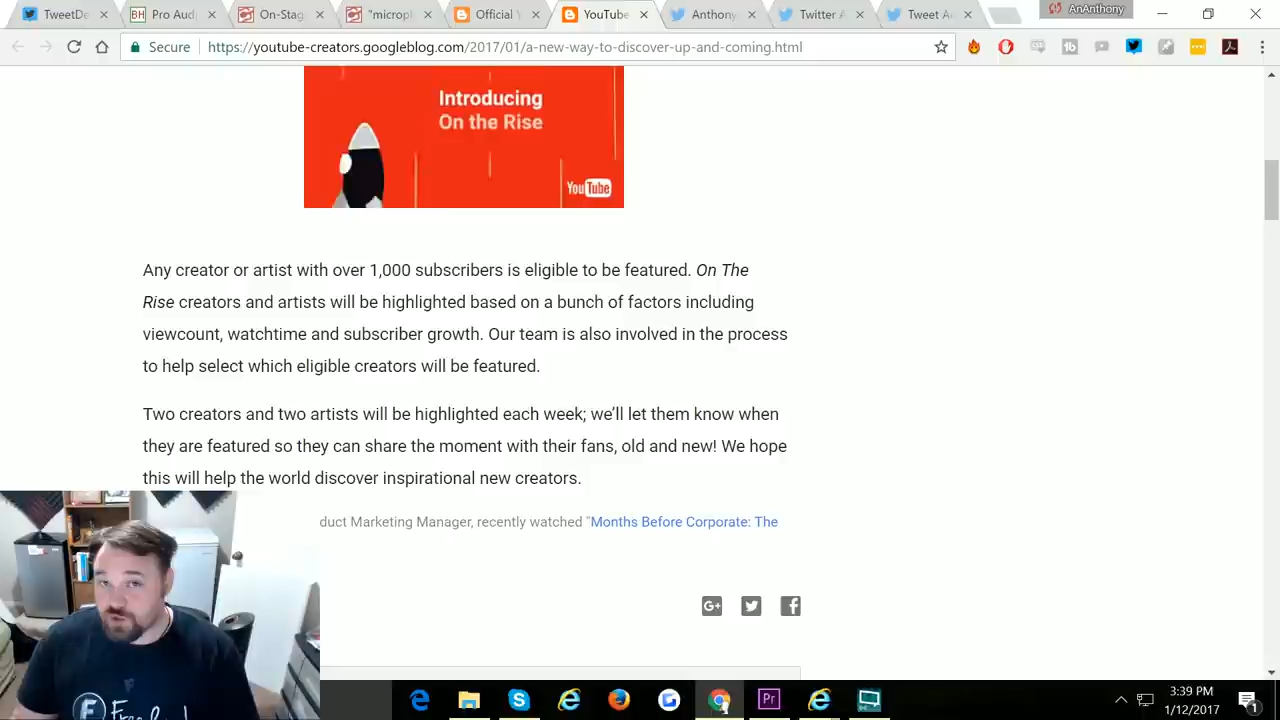 TweetDe
Pro Aud
On-Stag
"microph
Official
YouTube
Anthony
Twitter A
Tweet A
AnAnthony
Secure
https://youtube-creators.googleblog.com/2017/01/a-new-way-to-discover-up-and-coming.html
Introducing
On the Rise
YouTube
Any creator or artist with over 1,000 subscribers is eligible to be featured. On The
Rise creators and artists will be highlighted based on a bunch of factors including
viewcount, watchtime and subscriber growth. Our team is also involved in the process
to help select which eligible creators will be featured.
Two creators and two artists will be highlighted each week; we'll let them know when
they are featured so they can share the moment with their fans, old and new! We hope
this will help the world discover inspirational new creators.
duct Marketing Manager, recently watched "Months Before Corporate: The
3:39 PM
1/12/2017